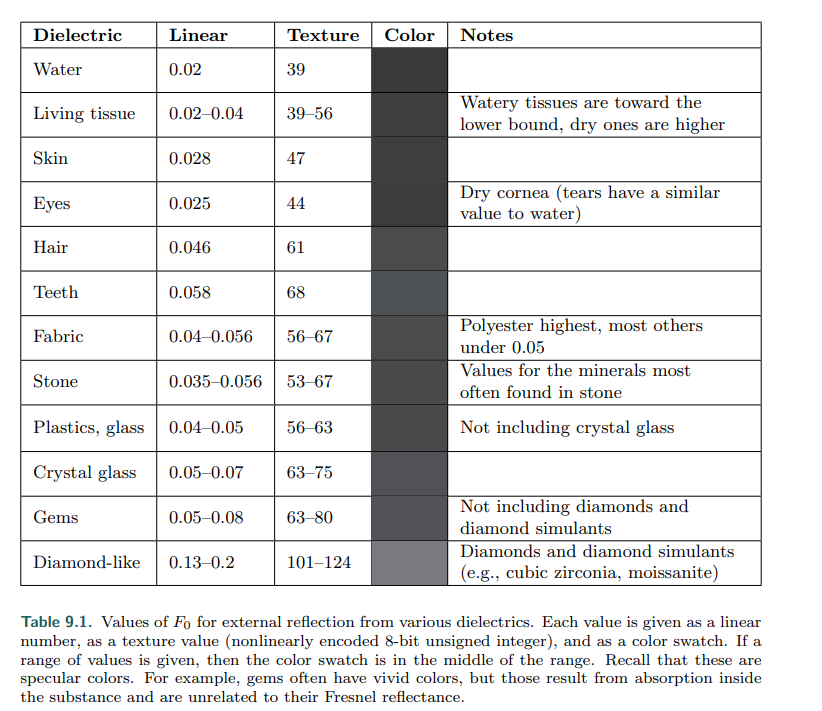 Dielectric Linear Texture Color Notes
Water 0.02 39
Living tissue 0.02–0.04 39–56 Watery tissues are toward the
lower bound, dry ones are higher
Skin 0.028 47
Eyes 0.025 44 Dry cornea (tears have a similar
value to water)
Hair 0.046 61
Teeth 0.058 68
Fabric 0.04–0.056 56–67 Polyester highest, most others
under 0.05
Stone 0.035–0.056 53–67 Values for the minerals most
often found in stone
Plastics, glass 0.04–0.05 56–63 Not including crystal glass
Crystal glass 0.05–0.07 63–75
Gems 0.05–0.08 63–80 Not including diamonds and
diamond simulants
Diamond-like 0.13–0.2 101–124 Diamonds and diamond simulants
(e.g., cubic zirconia, moissanite)
Table 9.1. Values of F₀ for external reflection from various dielectrics. Each value is given as a linear
number, as a texture value (nonlinearly encoded 8-bit unsigned integer), and as a color swatch. If a
range of values is given, then the color swatch is in the middle of the range. Recall that these are
specular colors. For example, gems often have vivid colors, but those result from absorption inside
the substance and are unrelated to their Fresnel reflectance.